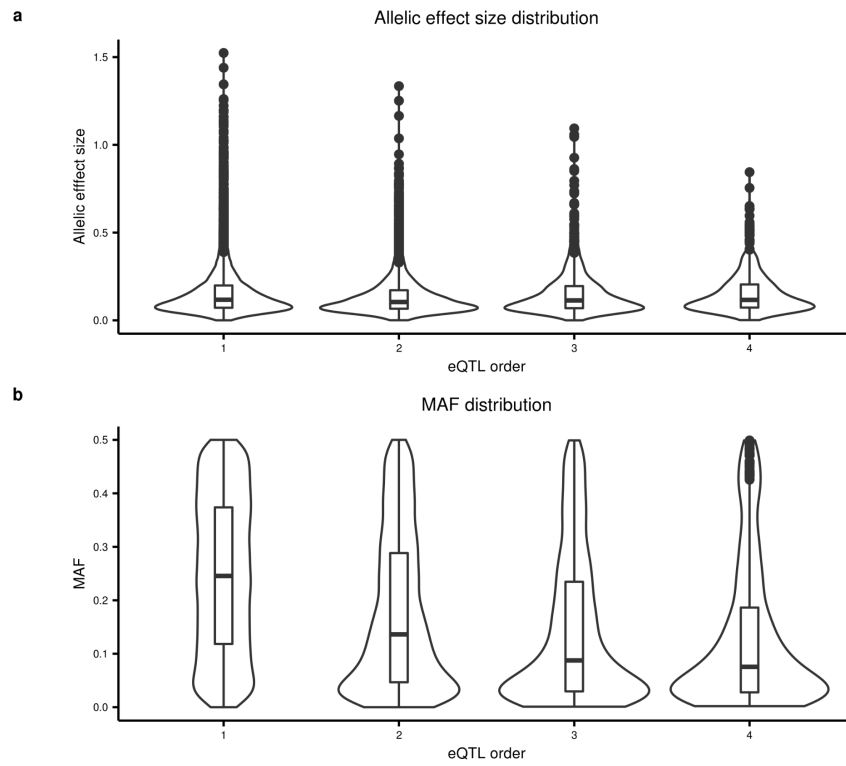 a
Allelic effect size distribution
Allelic efffect size
1.5
1.0
0.5
0.0
1 2 3 4
eQTL order
b
MAF distribution
MAF
0.5
0.4
0.3
0.2
0.1
0.0
1 2 3 4
eQTL order